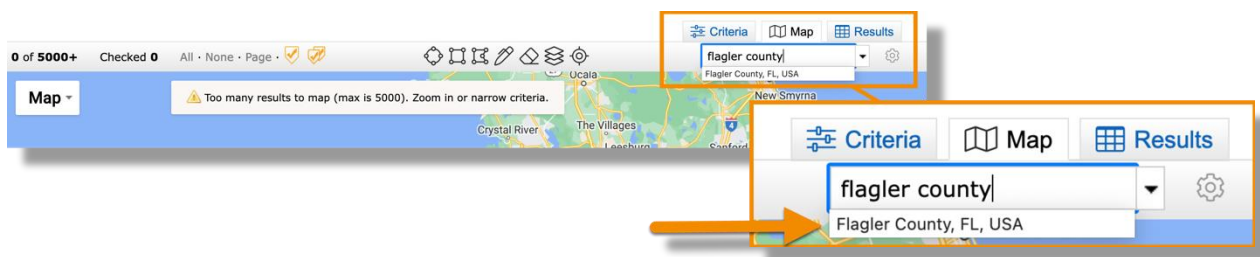 Criteria Map Results
0 of 5000+ Checked 0 All · None · Page ·
flagler county
Flagler County, FL, USA
Map
Too many results to map (max is 5000). Zoom in or narrow criteria.
Ocala
New Smyrna
Crystal River
The Villages
4
Leesburg
Sanford
Criteria Map Results
flagler county
Flagler County, FL, USA